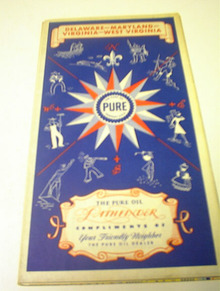 DELAWARE—MARYLAND—
VIRGINIA—WEST VIRGINIA
PURE
THE PURE OIL
PATHFINDER
COMPLIMENTS OF
Your Friendly Neighbor
THE PURE OIL DEALER